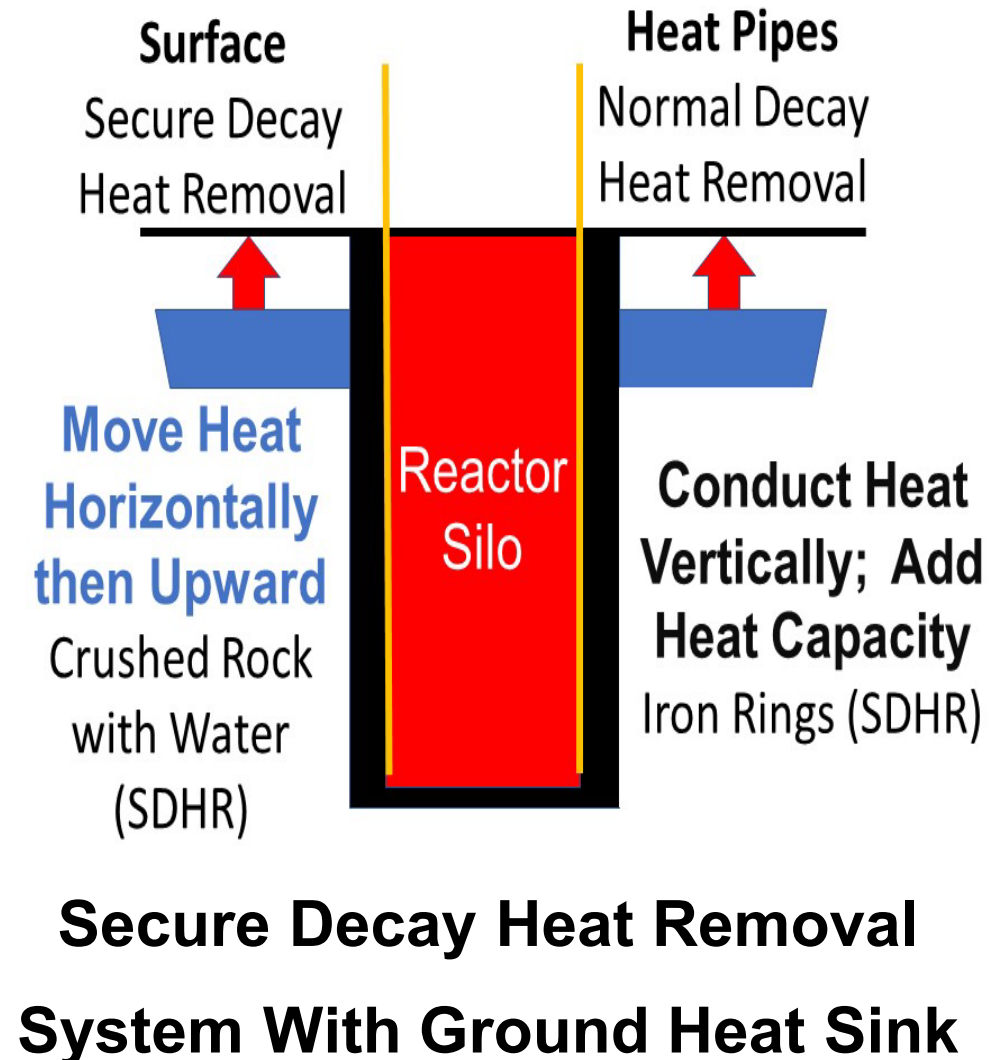 Surface
Secure Decay
Heat Removal
Heat Pipes
Normal Decay
Heat Removal
Move Heat
Horizontally
then Upward
Crushed Rock
with Water
(SDHR)
Reactor
Silo
Conduct Heat
Vertically; Add
Heat Capacity
Iron Rings (SDHR)
Secure Decay Heat Removal
System With Ground Heat Sink